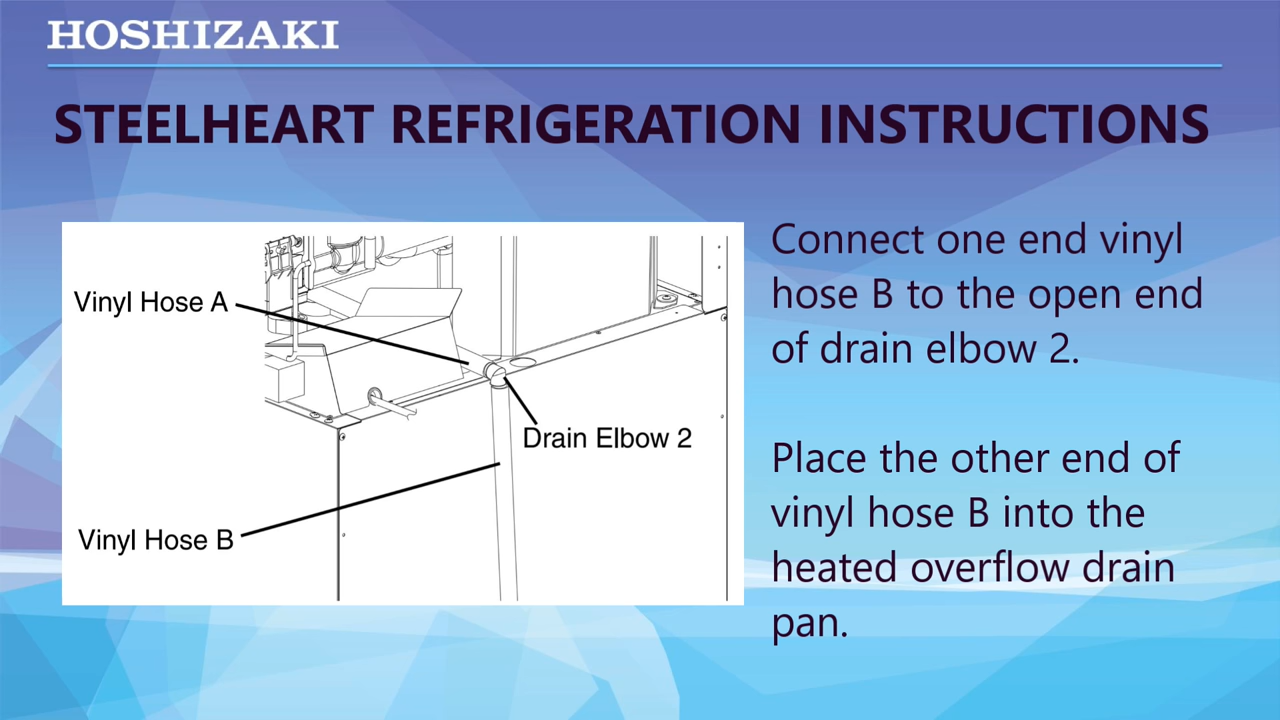 HOSHIZAKI
STEELHEART REFRIGERATION INSTRUCTIONS
Vinyl Hose A
Drain Elbow 2
Vinyl Hose B
Connect one end vinyl
hose B to the open end
of drain elbow 2.
Place the other end of
vinyl hose B into the
heated overflow drain
pan.